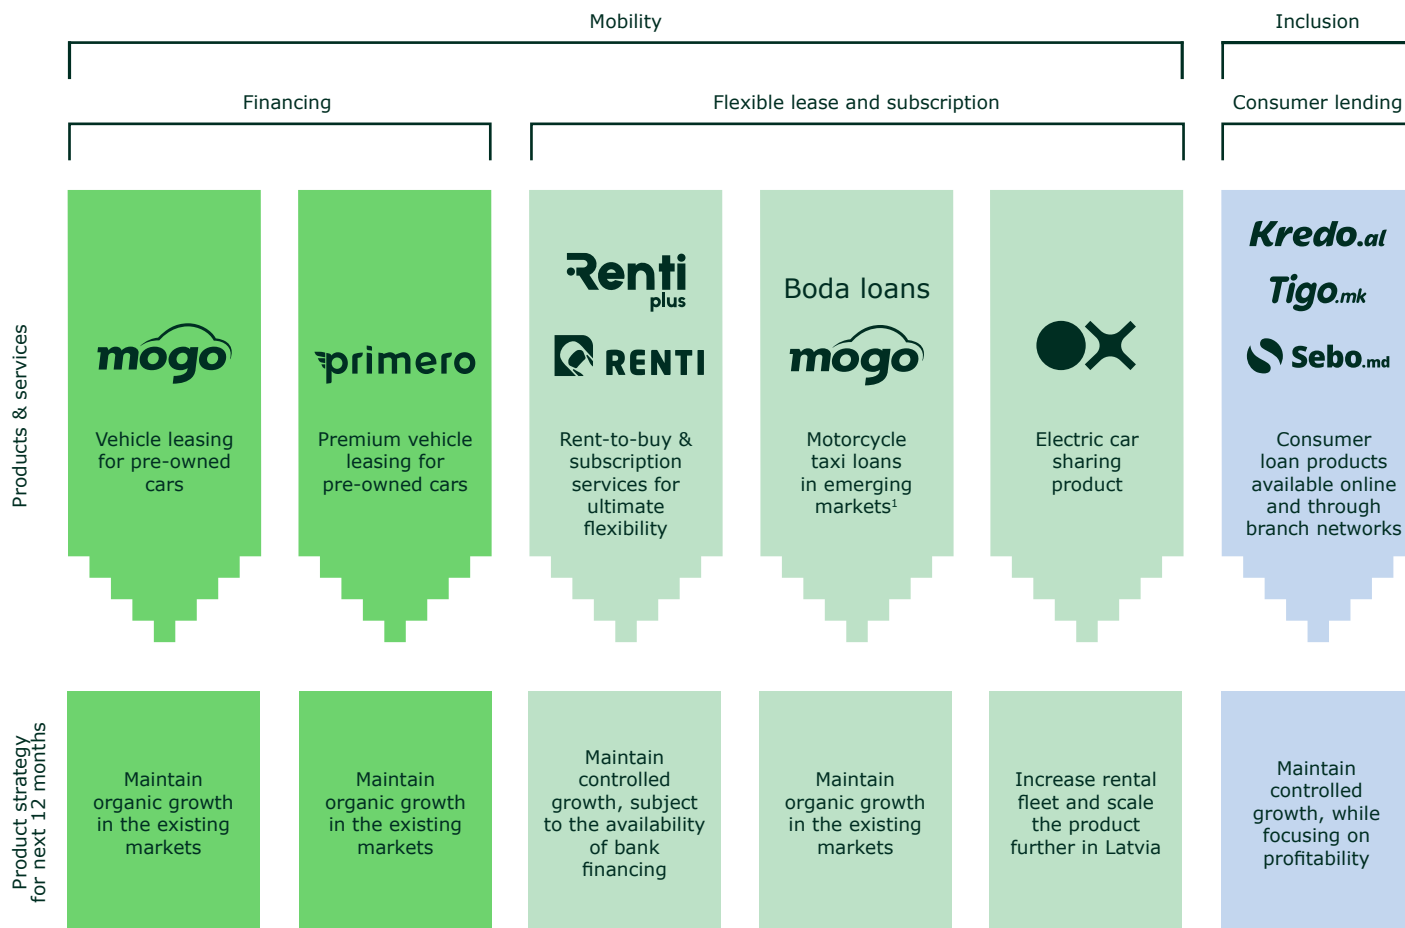 Mobility
Inclusion
Financing
Flexible lease and subscription
Consumer lending
Products & services
mogo
Vehicle leasing
for pre-owned
cars
primero
Premium vehicle
leasing for
pre-owned cars
Renti
plus
RENTI
Rent-to-buy &
subscription
services for
ultimate
flexibility
Boda loans
mogo
Motorcycle
taxi loans
in emerging
markets¹
OX
Electric car
sharing
product
Kredo.al
Tigo.mk
Sebo.md
Consumer
loan products
available online
and through
branch networks
Product strategy
for next 12 months
Maintain
organic growth
in the existing
markets
Maintain
organic growth
in the existing
markets
Maintain
controlled
growth, subject
to the availability
of bank
financing
Maintain
organic growth
in the existing
markets
Increase rental
fleet and scale
the product
further in Latvia
Maintain
controlled
growth, while
focusing on
profitability